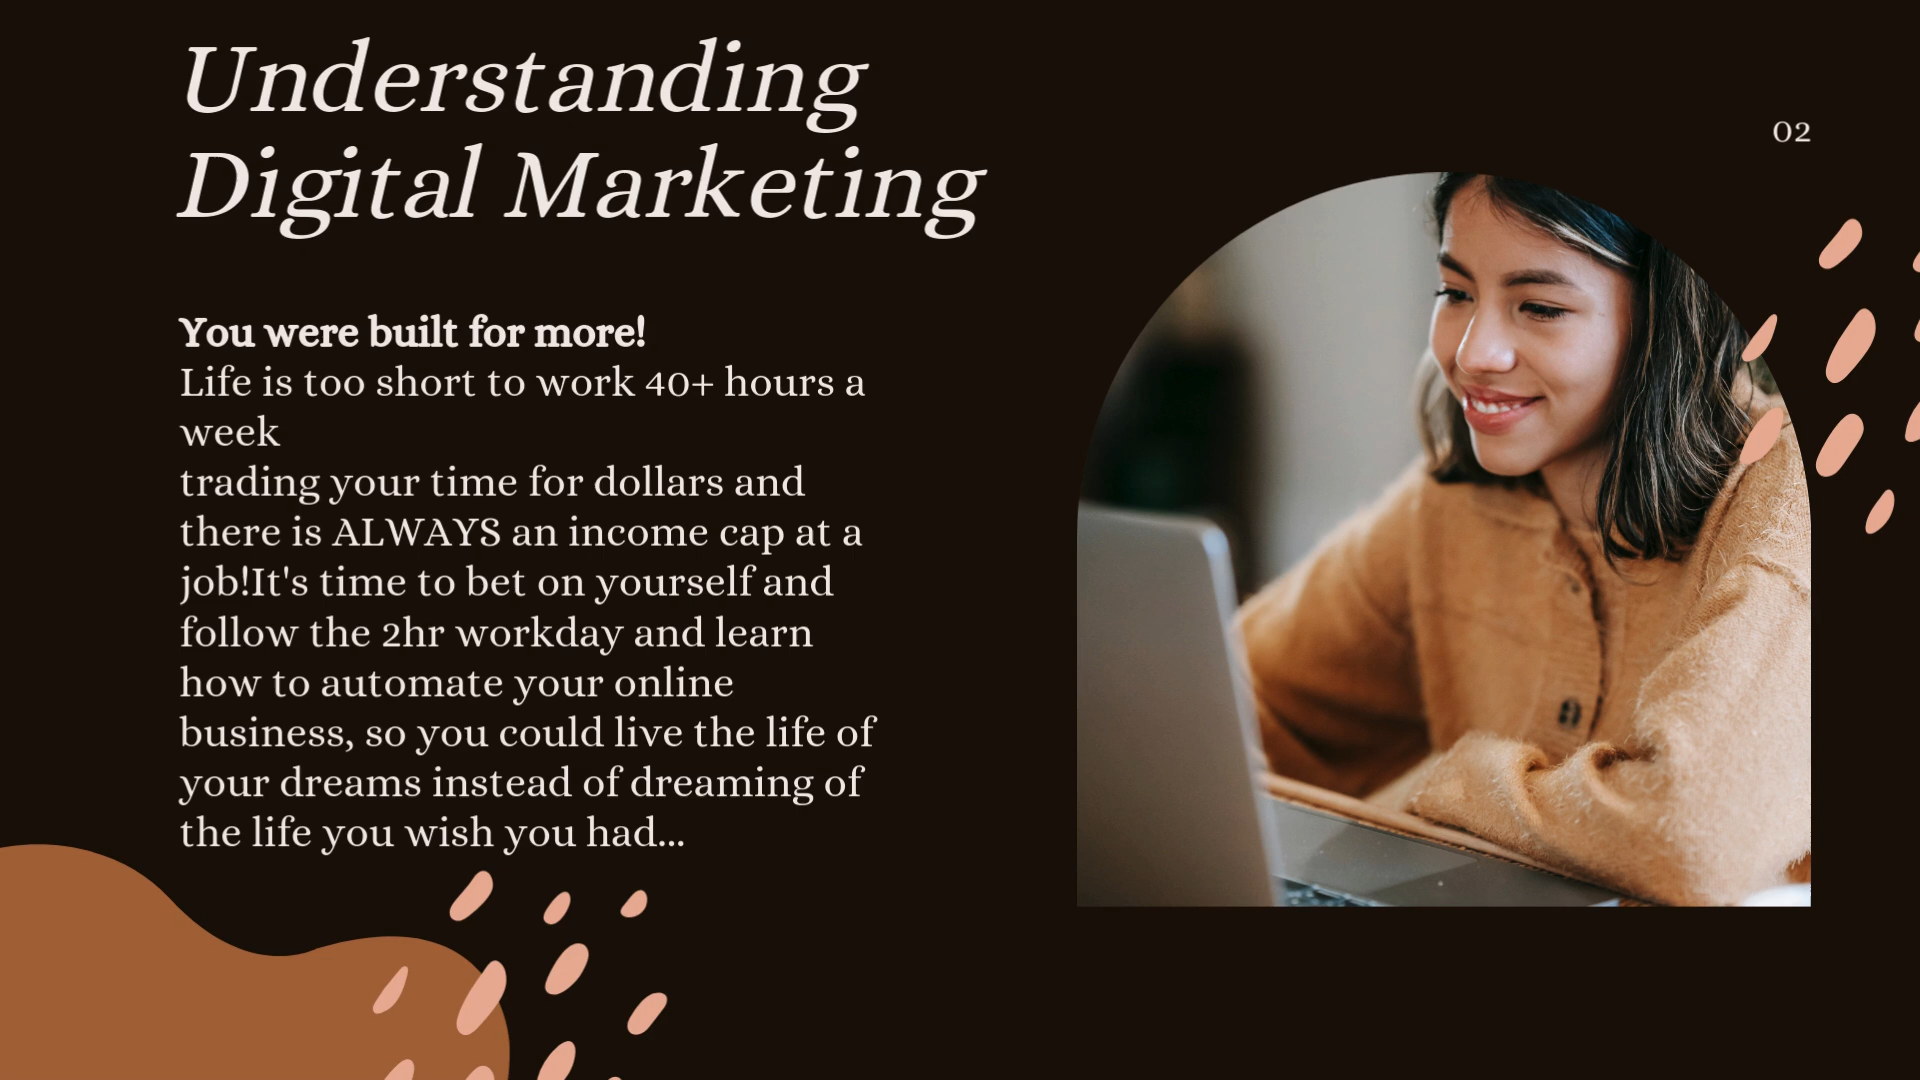 Understanding
Digital Marketing
02
You were built for more!
Life is too short to work 40+ hours a
week
trading your time for dollars and
there is ALWAYS an income cap at a
job!It's time to bet on yourself and
follow the 2hr workday and learn
how to automate your online
business, so you could live the life of
your dreams instead of dreaming of
the life you wish you had...